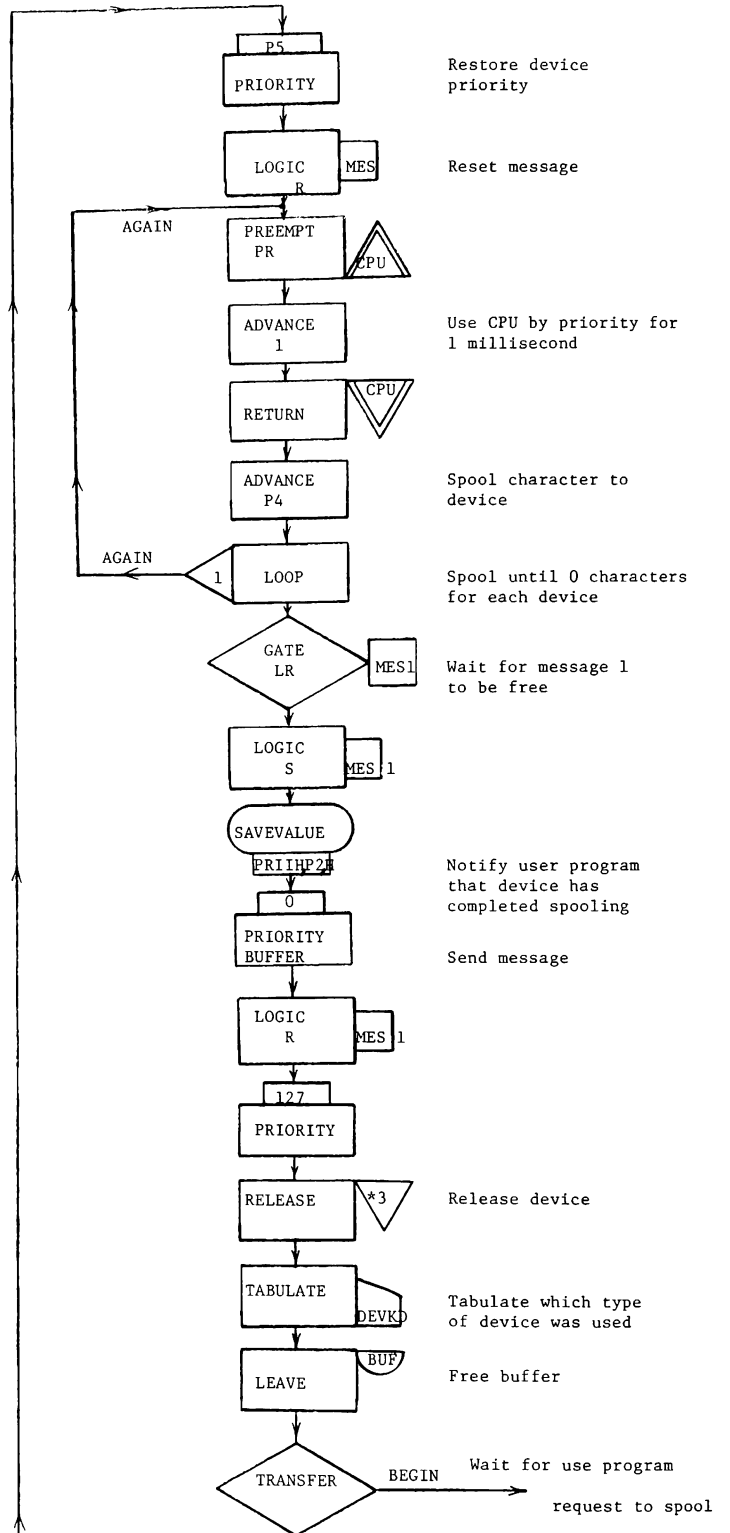 P5
PRIORITY
Restore device
priority
LOGIC
R
MES
Reset message
AGAIN
PREEMPT
PR
CPU
ADVANCE
1
Use CPU by priority for
1 millisecond
CPU
RETURN
ADVANCE
P4
Spool character to
device
AGAIN
1
LOOP
Spool until 0 characters
for each device
GATE
LR
MES1
Wait for message 1
to be free
LOGIC
S
MES 1
SAVEVALUE
PRIIHP2,H
Notify user program
that device has
completed spooling
0
PRIORITY
BUFFER
Send message
LOGIC
R
MES 1
127
PRIORITY
RELEASE
*3
Release device
TABULATE
DEVKD
Tabulate which type
of device was used
BUF
LEAVE
Free buffer
TRANSFER
BEGIN
Wait for use program
request to spool